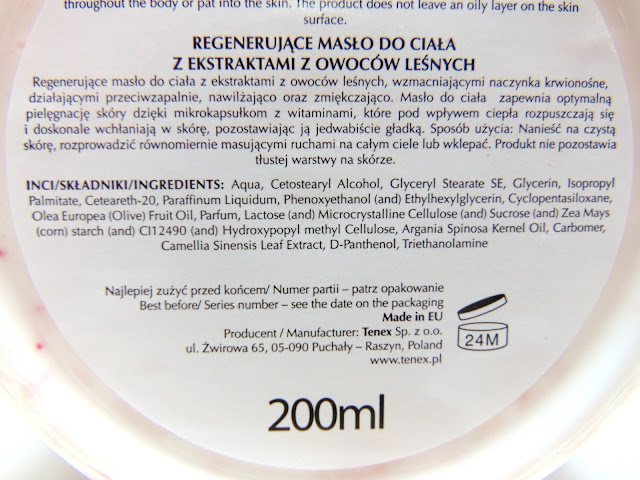 throughout the body or pat into the skin. The product does not leave an oily layer on the skin
surface.
REGENERUJĄCE MASŁO DO CIAŁA
Z EKSTRAKTAMI Z OWOCÓW LEŚNYCH
Regenerujące masło do ciała z ekstraktami z owoców leśnych, wzmacniającymi naczynka krwionośne,
działającymi przeciwzapalnie, nawilżająco oraz zmiękczająco. Masło do ciała zapewnia optymalną
pielęgnację skóry dzięki mikrokapsułkom z witaminami, które pod wpływem ciepła rozpuszczają się
i doskonale wchłaniają w skórę, pozostawiając ją jedwabiście gładką. Sposób użycia: Nanieść na czystą
skórę, rozprowadzić równomiernie masującymi ruchami na całym ciele lub wklepać. Produkt nie pozostawia
tłustej warstwy na skórze.
INCI/SKŁADNIKI/INGREDIENTS: Aqua, Cetostearyl Alcohol, Glyceryl Stearate SE, Glycerin, Isopropyl
Palmitate, Ceteareth-20, Paraffinum Liquidum, Phenoxyethanol (and) Ethylhexylglycerin, Cyclopentasiloxane,
Olea Europea (Olive) Fruit Oil, Parfum, Lactose (and) Microcrystalline Cellulose (and) Sucrose (and) Zea Mays
(corn) starch (and) CI12490 (and) Hydroxypopyl methyl Cellulose, Argania Spinosa Kernel Oil, Carbomer,
Camellia Sinensis Leaf Extract, D-Panthenol, Triethanolamine
Najlepiej zużyć przed końcem/ Numer partii – patrz opakowanie
Best before/ Series number – see the date on the packaging
Made in EU
Producent / Manufacturer: Tenex Sp. z o.o.
ul. Żwirowa 65, 05-090 Puchały - Raszyn, Poland
www.tenex.pl
24M
200ml